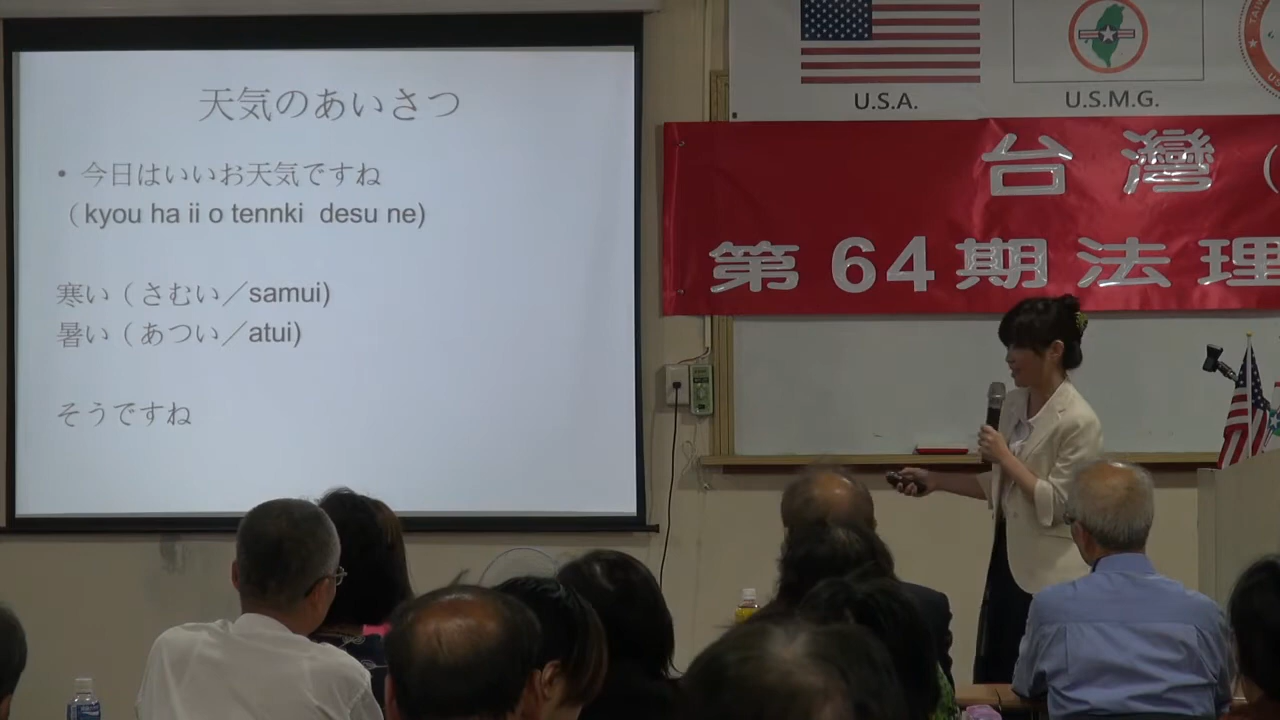 天気のあいさつ
• 今日はいいお天気ですね
（kyou ha ii o tennki desu ne)
寒い（さむい／samui)
暑い（あつい／atui)
そうですね
U.S.A.
U.S.M.G.
台灣（
第64期法理